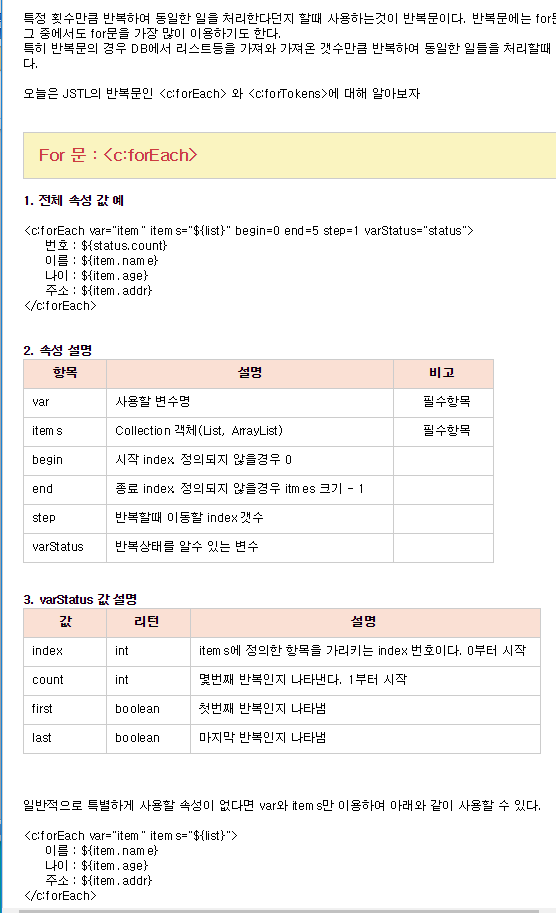 특정 횟수만큼 반복하여 동일한 일을 처리한다던지 할때 사용하는것이 반복문이다. 반복문에는 for문
그 중에서도 for문을 가장 많이 이용하기도 한다.
특히 반복문의 경우 DB에서 리스트등을 가져와 가져온 갯수만큼 반복하여 동일한 일들을 처리할때
다.
오늘은 JSTL의 반복문인 <c:forEach> 와 <c:forTokens>에 대해 알아보자
For 문 : <c:forEach>
1. 전체 속성 값 예
<c:forEach var="item" items="${list}" begin=0 end=5 step=1 varStatus="status">
번호 : ${status.count}
이름 : ${item.name}
나이 : ${item.age}
주소 : ${item.addr}
</c:forEach>
2. 속성 설명
항목 설명 비고
var 사용할 변수명 필수항목
items Collection 객체(List, ArrayList) 필수항목
begin 시작 index. 정의되지 않을경우 0
end 종료 index. 정의되지 않을경우 itmes 크기 - 1
step 반복할때 이동할 index갯수
varStatus 반복상태를 알수 있는 변수
3. varStatus 값 설명
값 리턴 설명
index int items에 정의한 항목을 가리키는 index 번호이다. 0부터 시작
count int 몇번째 반복인지 나타낸다. 1부터 시작
first boolean 첫번째 반복인지 나타냄
last boolean 마지막 반복인지 나타냄
일반적으로 특별하게 사용할 속성이 없다면 var와 items만 이용하여 아래와 같이 사용할 수 있다.
<c:forEach var="item" items="${list}">
이름 : ${item.name}
나이 : ${item.age}
주소 : ${item.addr}
</c:forEach>